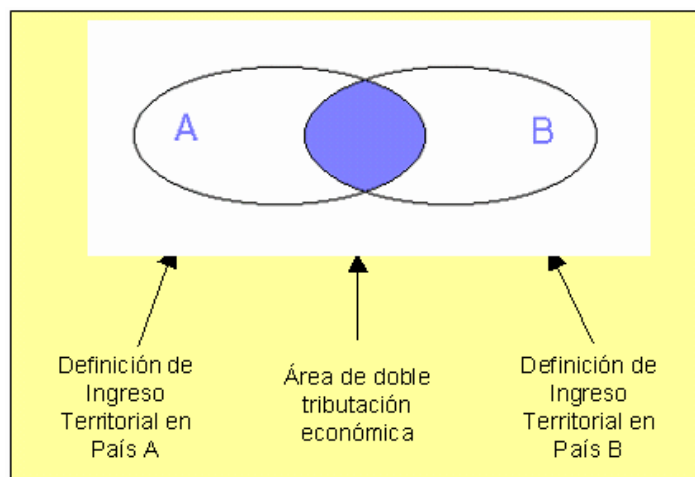 A
B
Definición de
Ingreso
Territorial en
País A
Área de doble
tributación
económica
Definición de
Ingreso
Territorial en
País B